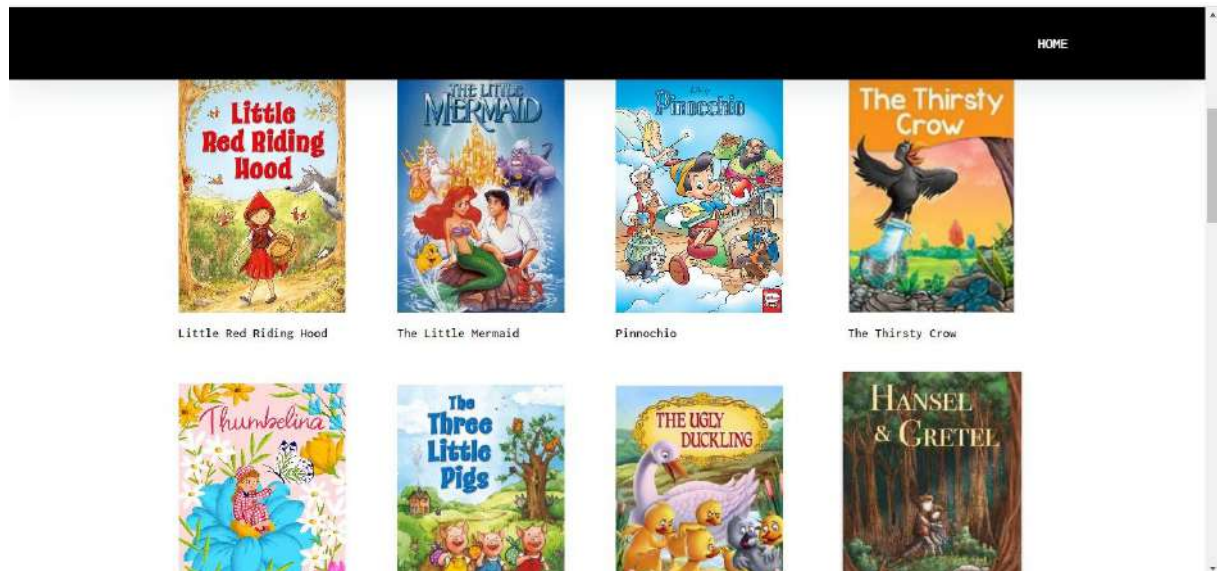 HOME
Little
Red Riding
Hood
THE LITTLE
MERMAID
Disney
Pinocchio
The Thirsty
Crow
Little Red Riding Hood
The Little Mermaid
Pinnochio
The Thirsty Crow
Thumbelina
The
Three
Little
Pigs
THE UGLY
DUCKLING
HANSEL
& GRETEL